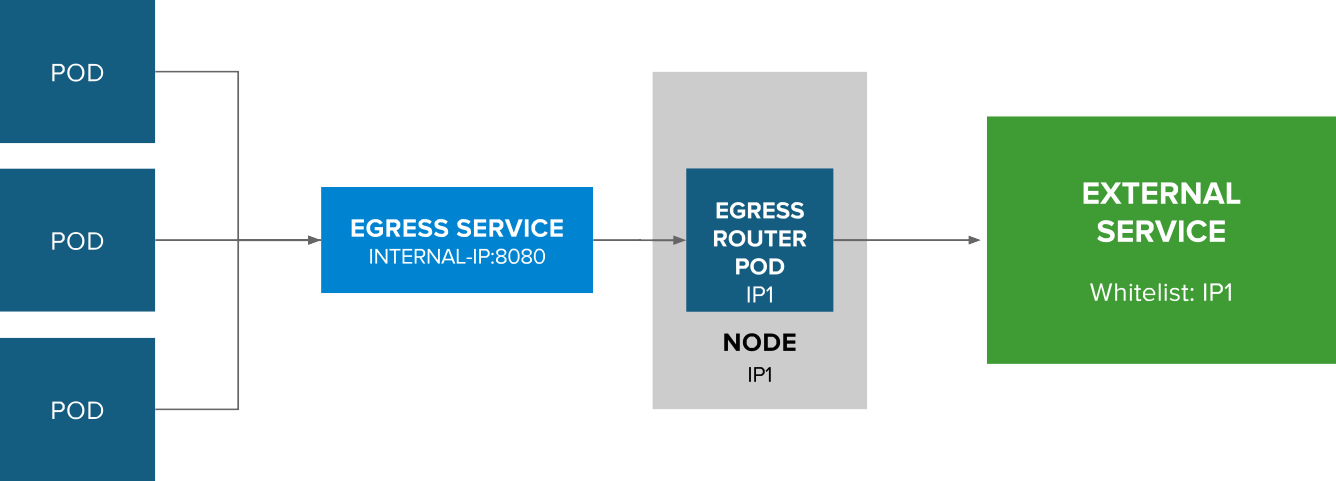 POD
POD
POD
EGRESS SERVICE
INTERNAL-IP:8080
EGRESS
ROUTER
POD
IP1
NODE
IP1
EXTERNAL
SERVICE
Whitelist: IP1